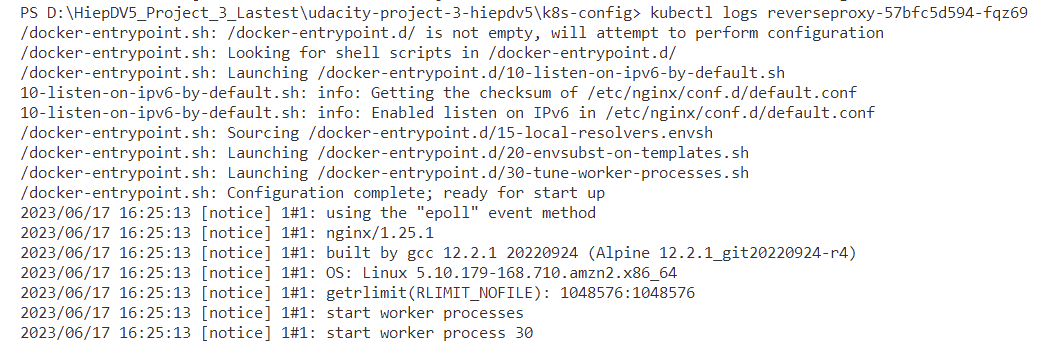 PS D:\HiepDV5_Project_3_Lastest\udacity-project-3-hiepdv5\k8s-config> kubectl logs reverseproxy-57bfc5d594-fqz69
/docker-entrypoint.sh: /docker-entrypoint.d/ is not empty, will attempt to perform configuration
/docker-entrypoint.sh: Looking for shell scripts in /docker-entrypoint.d/
/docker-entrypoint.sh: Launching /docker-entrypoint.d/10-listen-on-ipv6-by-default.sh
10-listen-on-ipv6-by-default.sh: info: Getting the checksum of /etc/nginx/conf.d/default.conf
10-listen-on-ipv6-by-default.sh: info: Enabled listen on IPv6 in /etc/nginx/conf.d/default.conf
/docker-entrypoint.sh: Sourcing /docker-entrypoint.d/15-local-resolvers.envsh
/docker-entrypoint.sh: Launching /docker-entrypoint.d/20-envsubst-on-templates.sh
/docker-entrypoint.sh: Launching /docker-entrypoint.d/30-tune-worker-processes.sh
/docker-entrypoint.sh: Configuration complete; ready for start up
2023/06/17 16:25:13 [notice] 1#1: using the "epoll" event method
2023/06/17 16:25:13 [notice] 1#1: nginx/1.25.1
2023/06/17 16:25:13 [notice] 1#1: built by gcc 12.2.1 20220924 (Alpine 12.2.1_git20220924-r4)
2023/06/17 16:25:13 [notice] 1#1: OS: Linux 5.10.179-168.710.amzn2.x86_64
2023/06/17 16:25:13 [notice] 1#1: getrlimit(RLIMIT_NOFILE): 1048576:1048576
2023/06/17 16:25:13 [notice] 1#1: start worker processes
2023/06/17 16:25:13 [notice] 1#1: start worker process 30